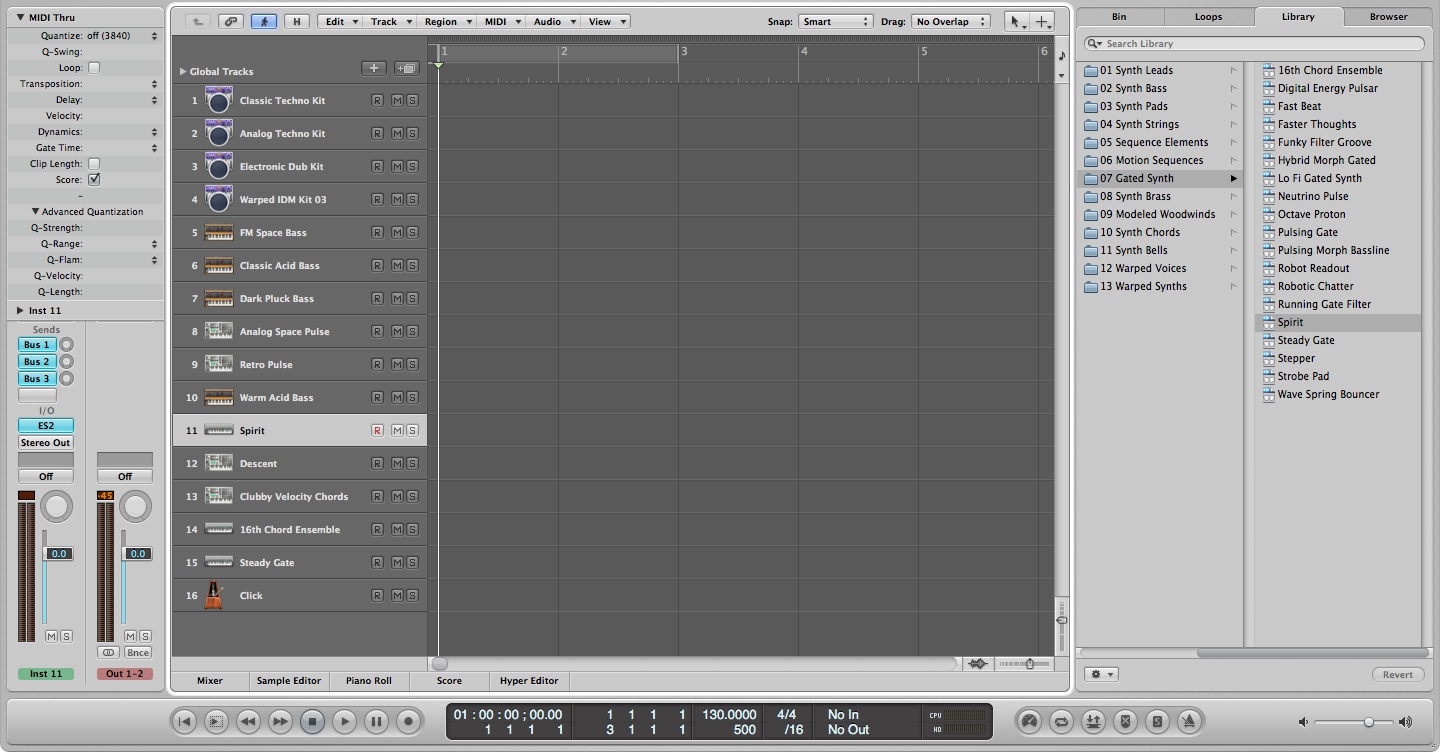 MIDI Thru
Quantize: off (3840)
Q-Swing:
Loop:
Transposition:
Delay:
Velocity:
Dynamics:
Gate Time:
Clip Length:
Score:
–
Advanced Quantization
Q-Strength:
Q-Range:
Q-Flam:
Q-Velocity:
Q-Length:
Inst 11
Sends
Bus 1
Bus 2
Bus 3
I/O
ES2
Stereo Out
Off Off
-45
0.0 0.0
M S M S
Bnce
Inst 11 Out 1-2
H Edit Track Region MIDI Audio View Snap: Smart Drag: No Overlap
1 2 3 4 5 6
Global Tracks
1 Classic Techno Kit R M S
2 Analog Techno Kit R M S
3 Electronic Dub Kit R M S
4 Warped IDM Kit 03 R M S
5 FM Space Bass R M S
6 Classic Acid Bass R M S
7 Dark Pluck Bass R M S
8 Analog Space Pulse R M S
9 Retro Pulse R M S
10 Warm Acid Bass R M S
11 Spirit R M S
12 Descent R M S
13 Clubby Velocity Chords R M S
14 16th Chord Ensemble R M S
15 Steady Gate R M S
16 Click R M S
Mixer Sample Editor Piano Roll Score Hyper Editor
Bin Loops Library Browser
Search Library
01 Synth Leads
02 Synth Bass
03 Synth Pads
04 Synth Strings
05 Sequence Elements
06 Motion Sequences
07 Gated Synth
08 Synth Brass
09 Modeled Woodwinds
10 Synth Chords
11 Synth Bells
12 Warped Voices
13 Warped Synths
16th Chord Ensemble
Digital Energy Pulsar
Fast Beat
Faster Thoughts
Funky Filter Groove
Hybrid Morph Gated
Lo Fi Gated Synth
Neutrino Pulse
Octave Proton
Pulsing Gate
Pulsing Morph Bassline
Robot Readout
Robotic Chatter
Running Gate Filter
Spirit
Steady Gate
Stepper
Strobe Pad
Wave Spring Bouncer
Revert
01 : 00 : 00 ; 00.00 1 1 1 1 130.0000 4/4 No In CPU
1 1 1 1 3 1 1 1 500 /16 No Out HD
S